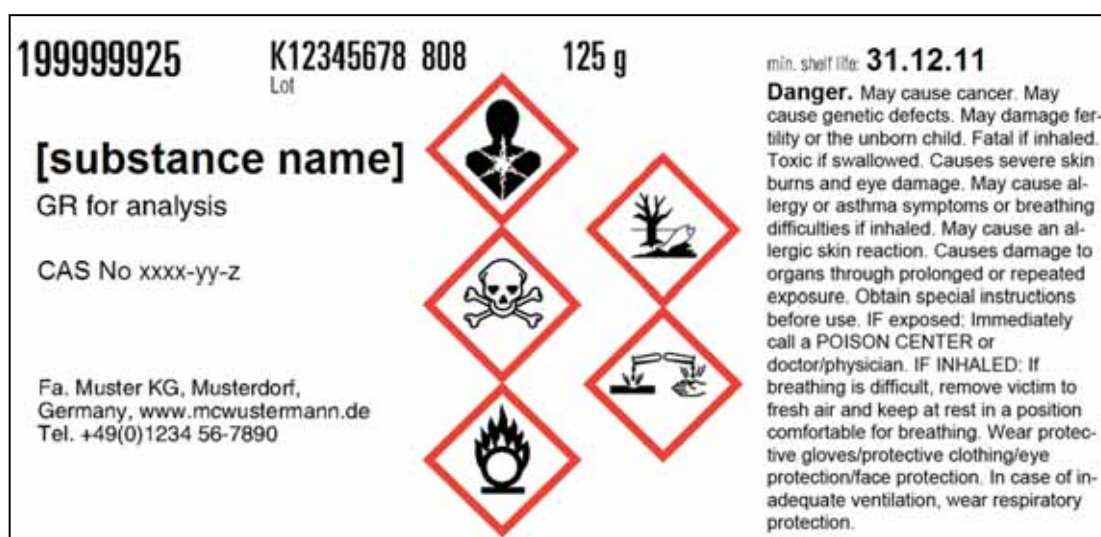 199999925
K12345678 808
125 g
Lot
[substance name]
GR for analysis
CAS No xxxx-yy-z
Fa. Muster KG, Musterdorf,
Germany, www.mcwustermann.de
Tel. +49(0)1234 56-7890
min. shelf life: 31.12.11
Danger. May cause cancer. May
cause genetic defects. May damage fer-
tility or the unborn child. Fatal if inhaled.
Toxic if swallowed. Causes severe skin
burns and eye damage. May cause al-
lergy or asthma symptoms or breathing
difficulties if inhaled. May cause an al-
lergic skin reaction. Causes damage to
organs through prolonged or repeated
exposure. Obtain special instructions
before use. IF exposed: Immediately
call a POISON CENTER or
doctor/physician. IF INHALED: If
breathing is difficult, remove victim to
fresh air and keep at rest in a position
comfortable for breathing. Wear protec-
tive gloves/protective clothing/eye
protection/face protection. In case of in-
adequate ventilation, wear respiratory
protection.